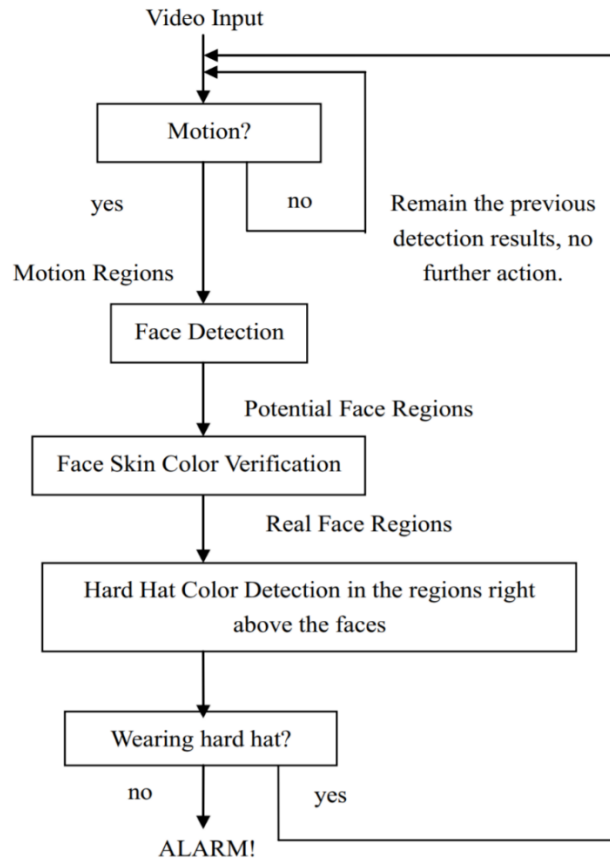 Video Input
Motion?
yes
no
Remain the previous
detection results, no
further action.
Motion Regions
Face Detection
Potential Face Regions
Face Skin Color Verification
Real Face Regions
Hard Hat Color Detection in the regions right
above the faces
Wearing hard hat?
no
yes
ALARM!